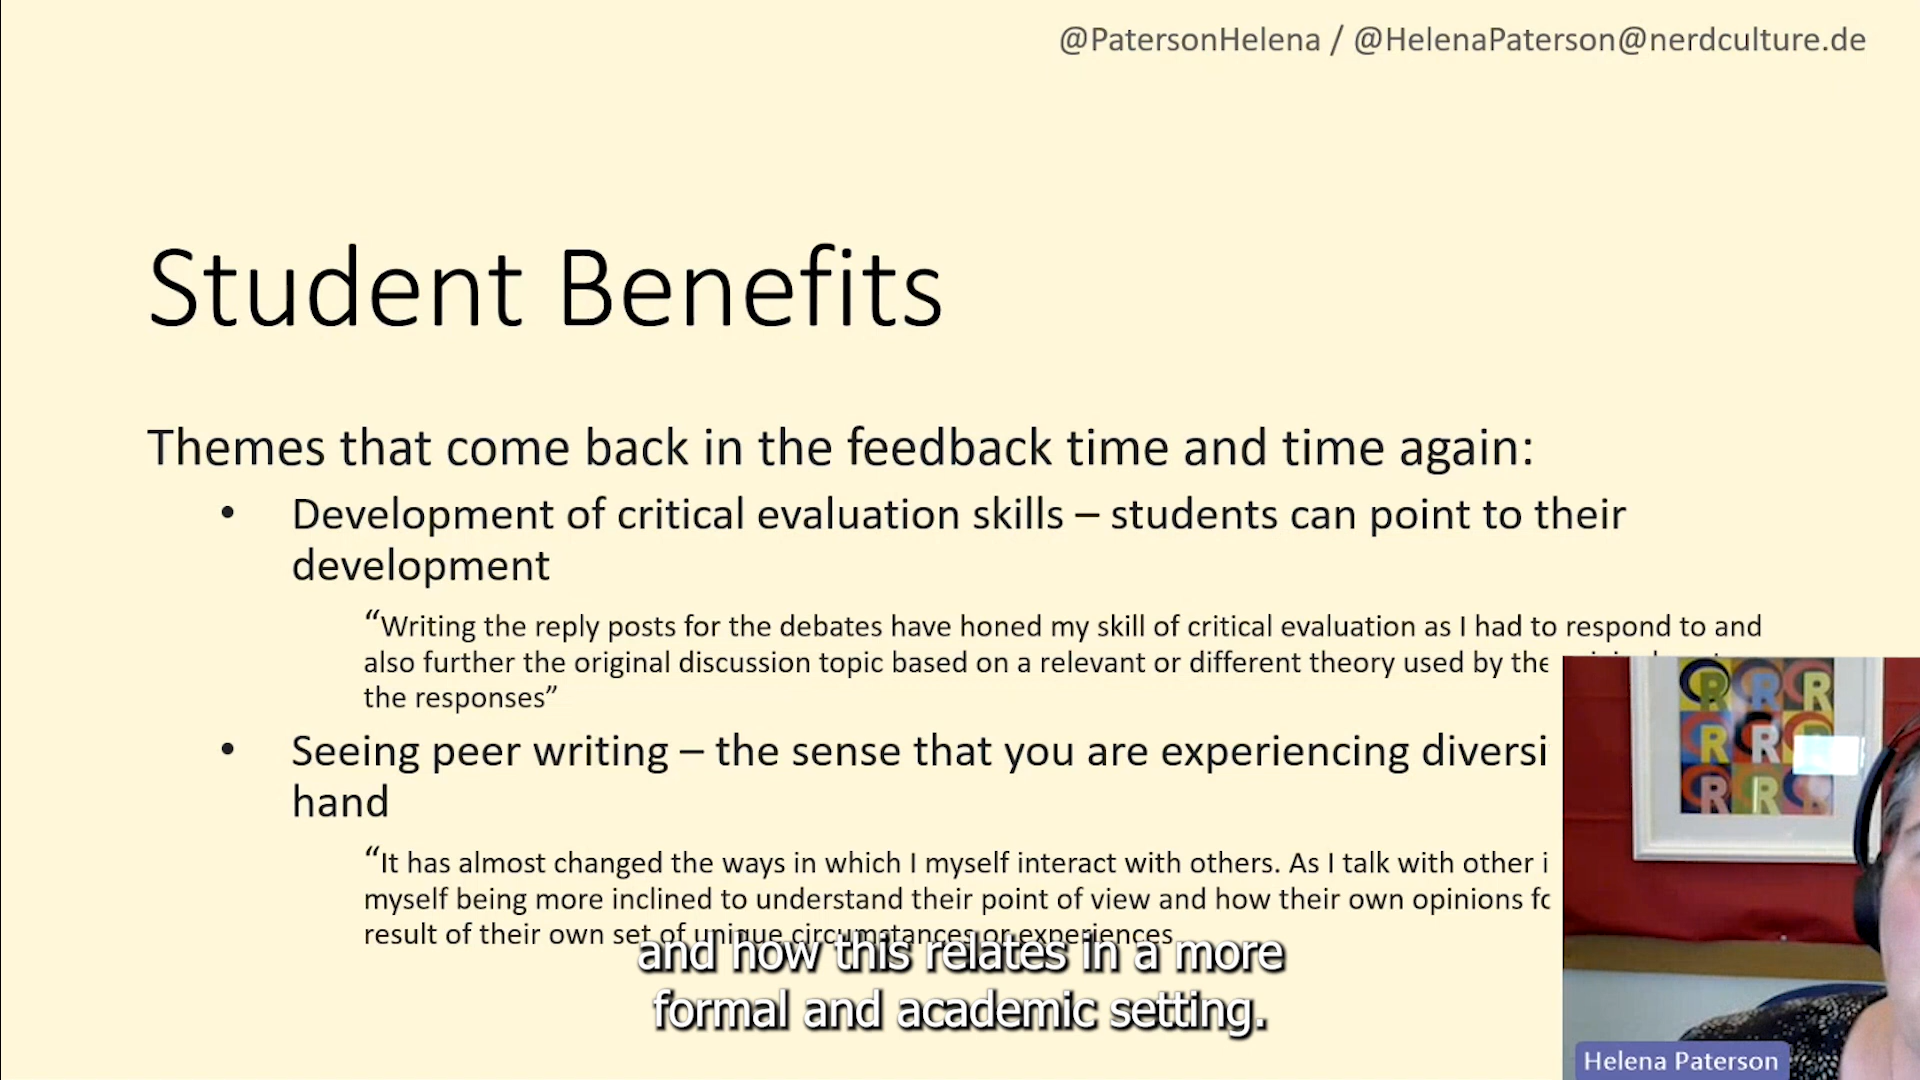 @PatersonHelena / @HelenaPaterson@nerdculture.de
Student Benefits
Themes that come back in the feedback time and time again:
• Development of critical evaluation skills – students can point to their
development
“Writing the reply posts for the debates have honed my skill of critical evaluation as I had to respond to and
also further the original discussion topic based on a relevant or different theory used by the
the responses”
• Seeing peer writing – the sense that you are experiencing diversi
hand
“It has almost changed the ways in which I myself interact with others. As I talk with other i
myself being more inclined to understand their point of view and how their own opinions fo
result of their own set of unique circumstances or experiences
and how this relates in a more
formal and academic setting.
R R R
R R R
R R R
Helena Paterson